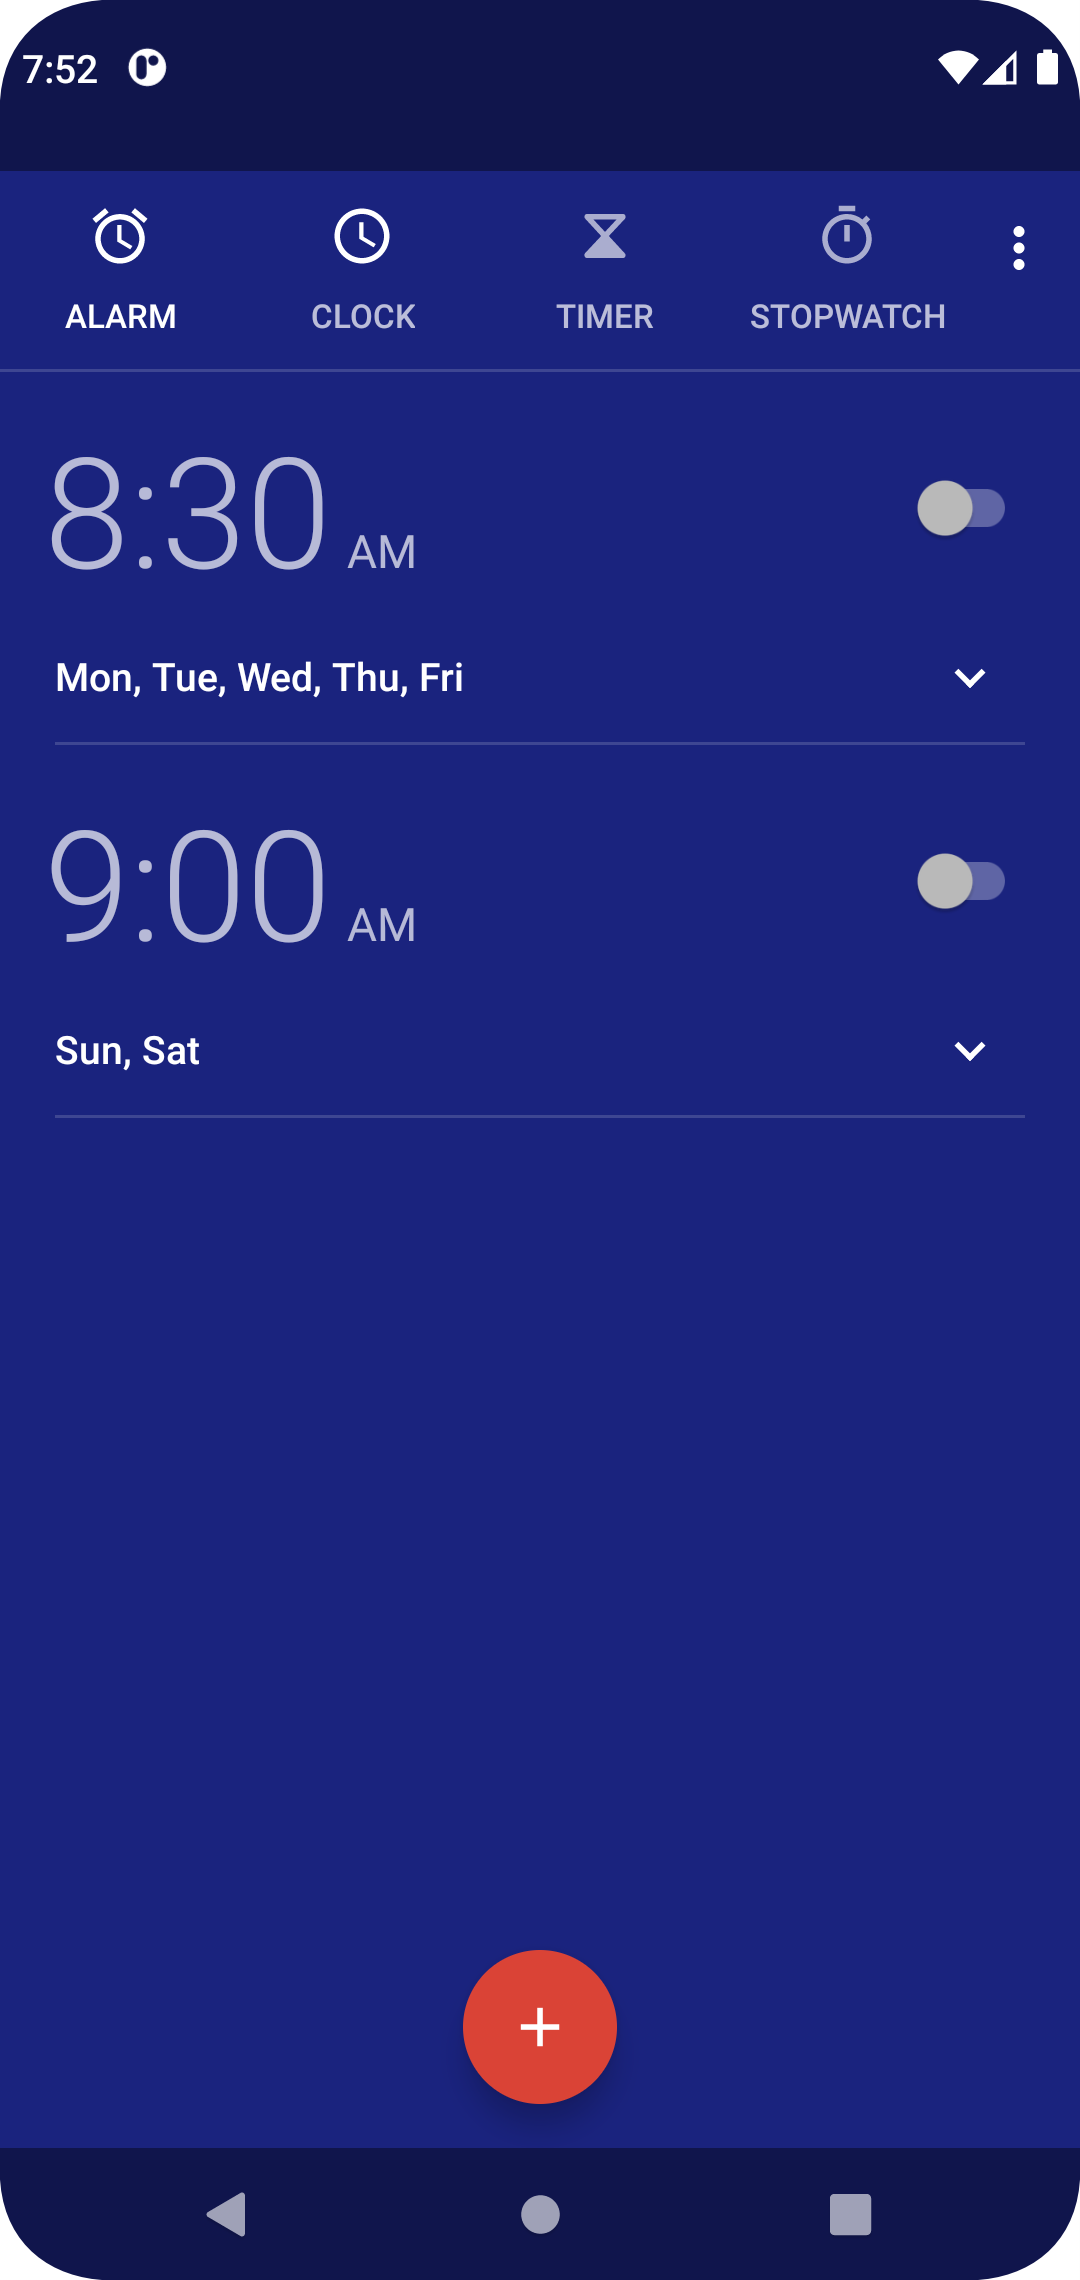 7:52
ALARM CLOCK TIMER STOPWATCH
8:30 AM
Mon, Tue, Wed, Thu, Fri
9:00 AM
Sun, Sat